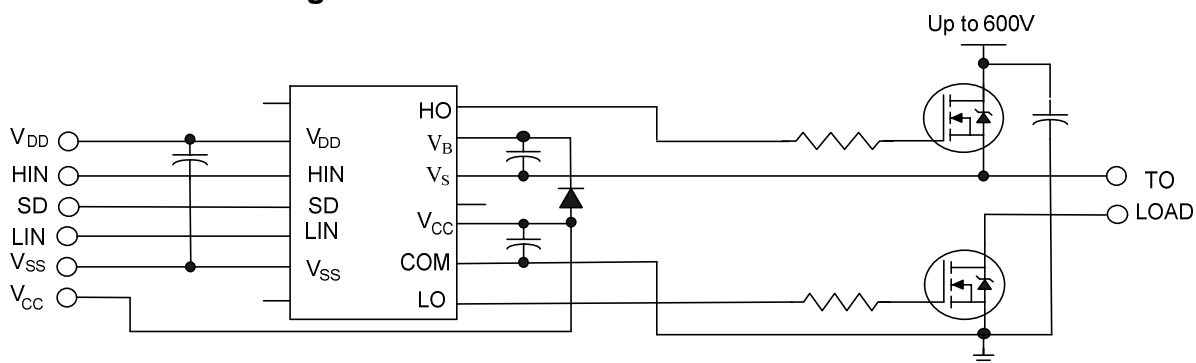 Up to 600V
HO
VDD
VDD
VB
HIN
HIN
VS
TO
SD
SD
LOAD
LIN
LIN
VCC
VSS
VSS
COM
VCC
LO